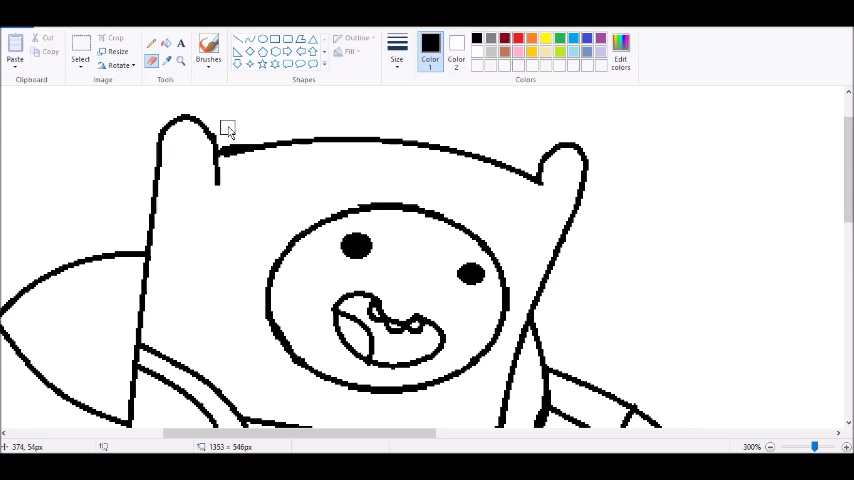 Cut
Copy
Paste
Clipboard
Crop
Resize
Rotate
Select
Image
A
Tools
Brushes
Outline
Fill
Shapes
Size
Color
1
Color
2
Edit
colors
Colors
374, 54px
1353 × 546px
300%